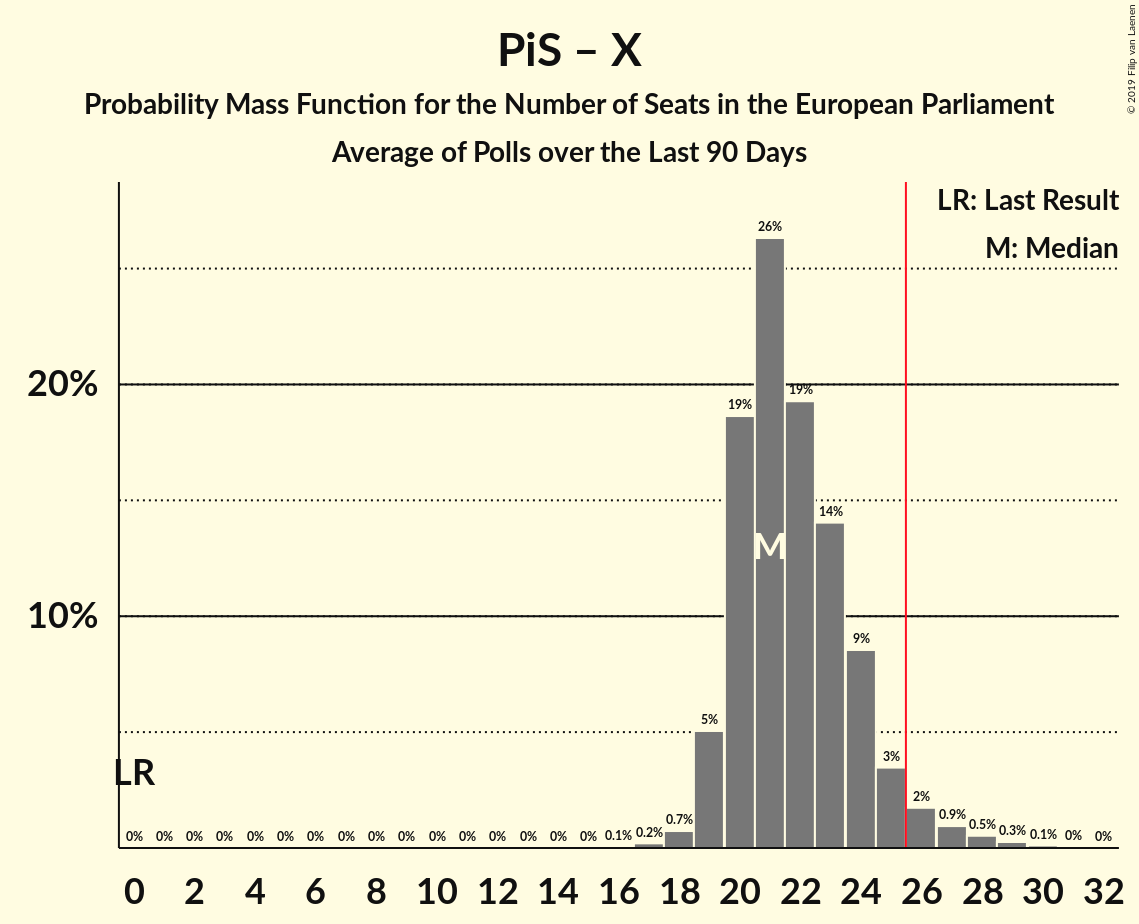 PiS – X
Probability Mass Function for the Number of Seats in the European Parliament
Average of Polls over the Last 90 Days
© 2019 Filip van Laenen
LR: Last Result
M: Median
26%
20%
19%
19%
14%
M
10%
9%
5%
LR
3%
2%
0% 0% 0% 0% 0% 0% 0% 0% 0% 0% 0% 0% 0% 0% 0% 0% 0.1% 0.2% 0.7% 0.9% 0.5% 0.3% 0.1% 0% 0%
0 2 4 6 8 10 12 14 16 18 20 22 24 26 28 30 32